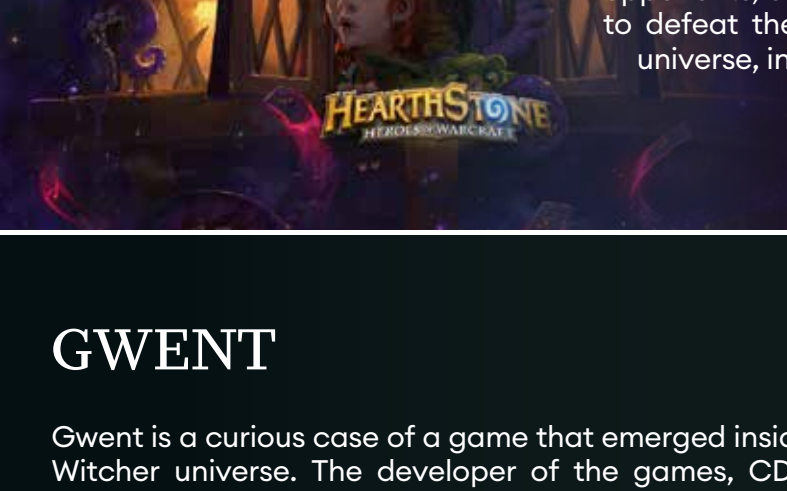 to defeat the
universe, in
HEARTHSTONE
HEROES OF WARCRAFT
GWENT
Gwent is a curious case of a game that emerged insid
Witcher universe. The developer of the games, CD